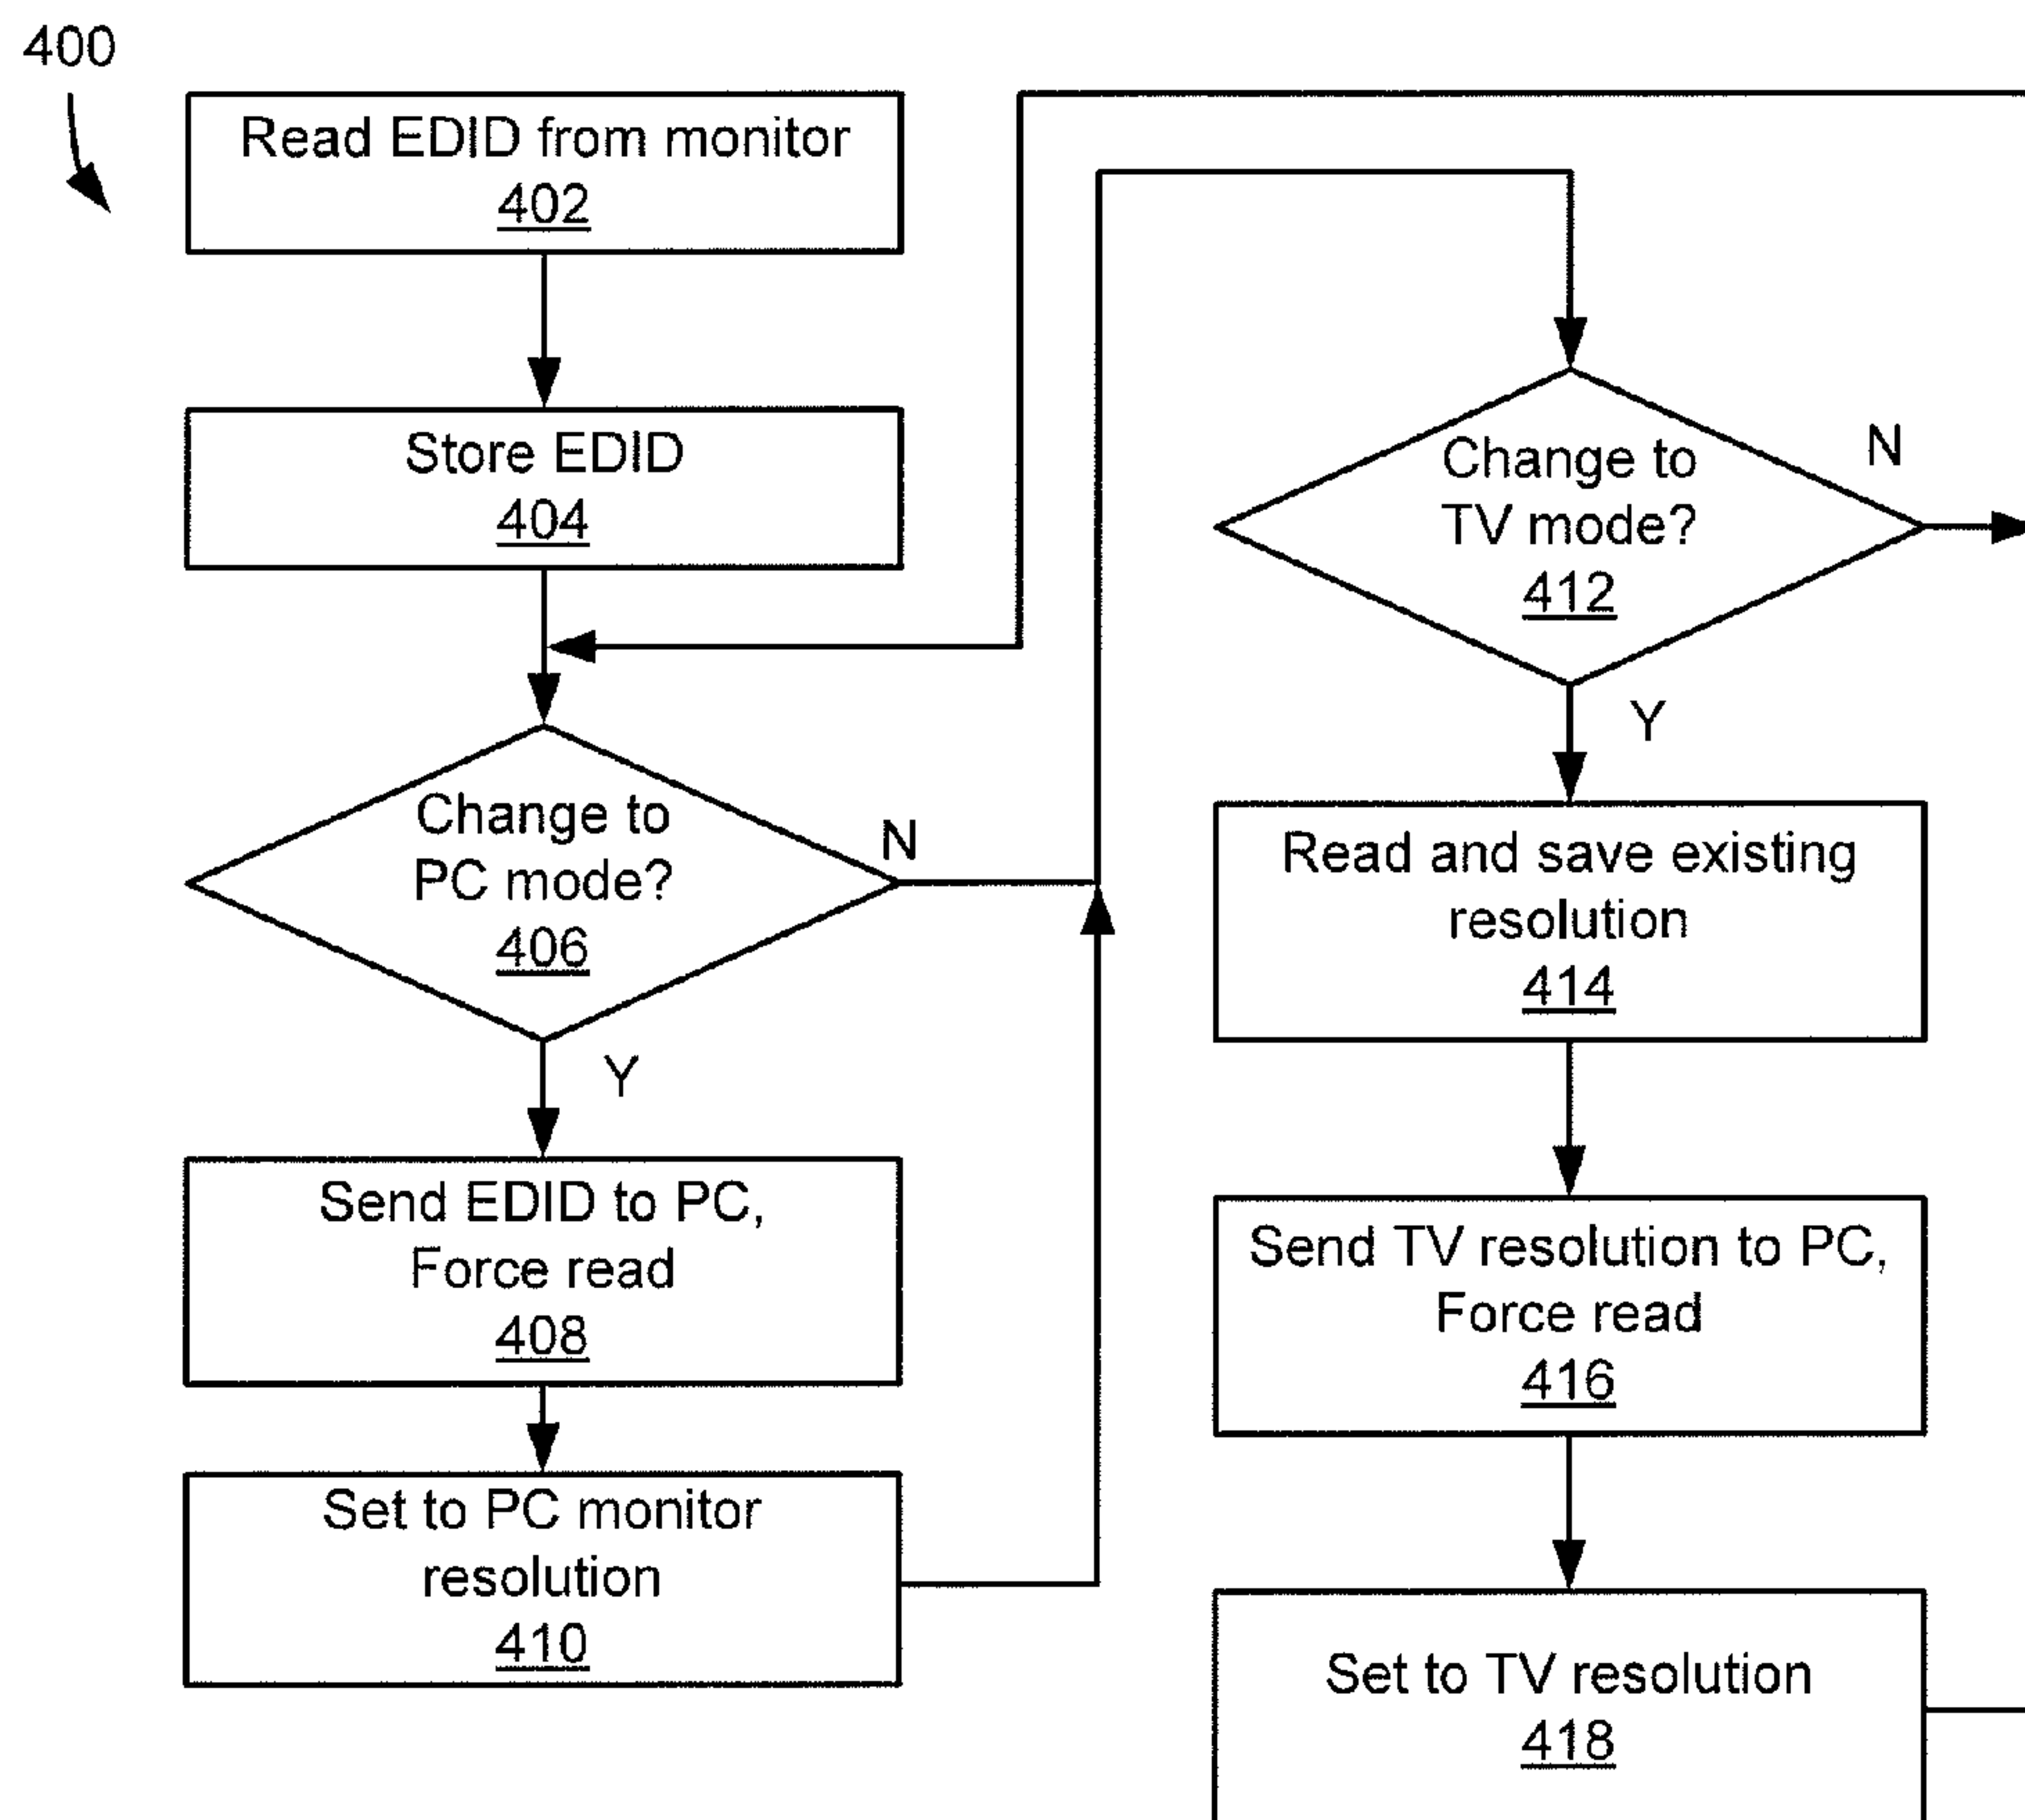 400
Read EDID from monitor
402
Store EDID
404
Change to
PC mode?
406
N
Y
Send EDID to PC,
Force read
408
Set to PC monitor
resolution
410
Change to
TV mode?
412
N
Y
Read and save existing
resolution
414
Send TV resolution to PC,
Force read
416
Set to TV resolution
418